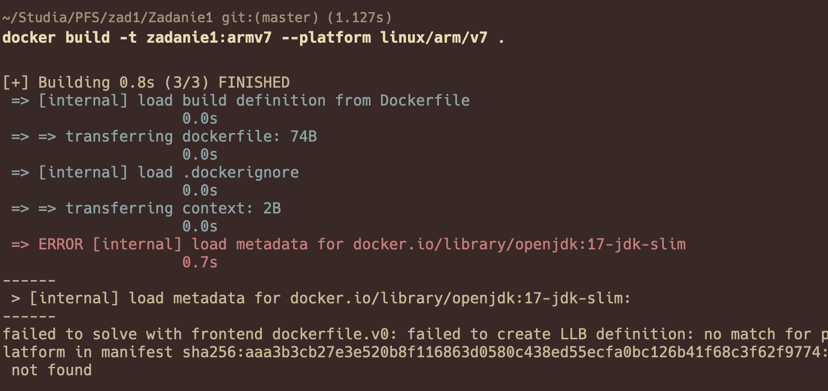 ~/Studia/PFS/zad1/Zadanie1 git:(master) (1.127s)
docker build -t zadanie1:armv7 --platform linux/arm/v7 .
[+] Building 0.8s (3/3) FINISHED
=> [internal] load build definition from Dockerfile
0.0s
=> => transferring dockerfile: 74B
0.0s
=> [internal] load .dockerignore
0.0s
=> => transferring context: 2B
0.0s
=> ERROR [internal] load metadata for docker.io/library/openjdk:17-jdk-slim
0.7s
------
> [internal] load metadata for docker.io/library/openjdk:17-jdk-slim:
------
failed to solve with frontend dockerfile.v0: failed to create LLB definition: no match for p
latform in manifest sha256:aaa3b3cb27e3e520b8f116863d0580c438ed55ecfa0bc126b41f68c3f62f9774:
not found